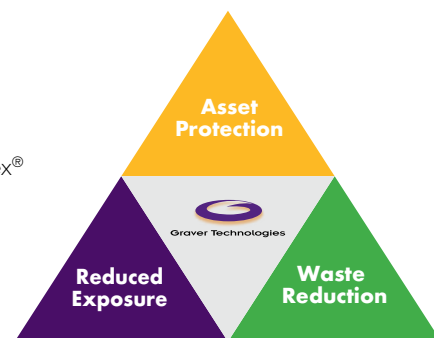 Asset
Protection
x®
Graver Technologies
Reduced
Exposure
Waste
Reduction